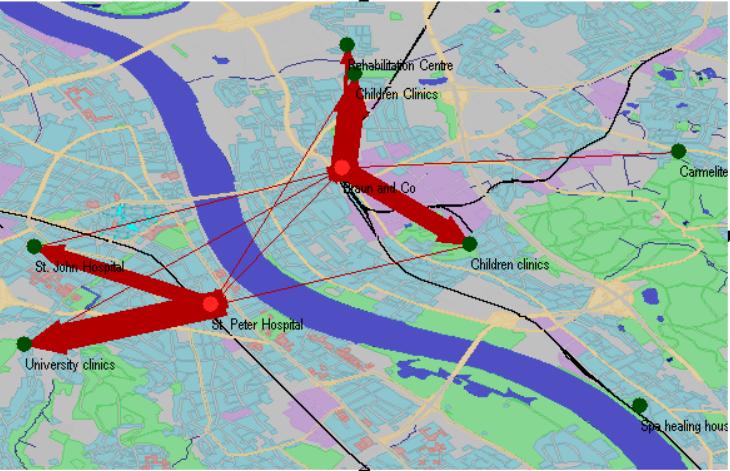 Rehabilitation Centre
Children Clinics
Carmelite
Braun and Co
Children clinics
St. John Hospital
St. Peter Hospital
University clinics
Spa healing hous